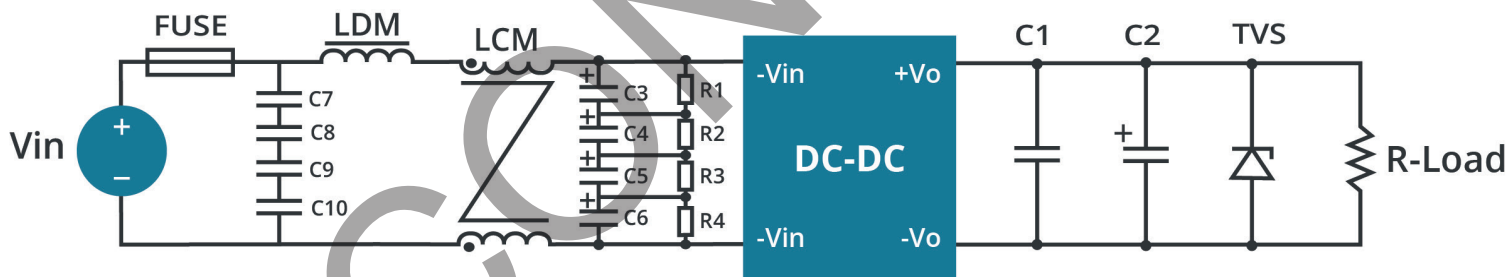 FUSE
LDM
LCM
C1
C2
TVS
-Vin
+Vo
C3
R1
C7
+
C4
R2
C8
Vin
+
−
DC-DC
+
R-Load
C9
+
C5
R3
C10
+
C6
R4
-Vin
-Vo
+
CON